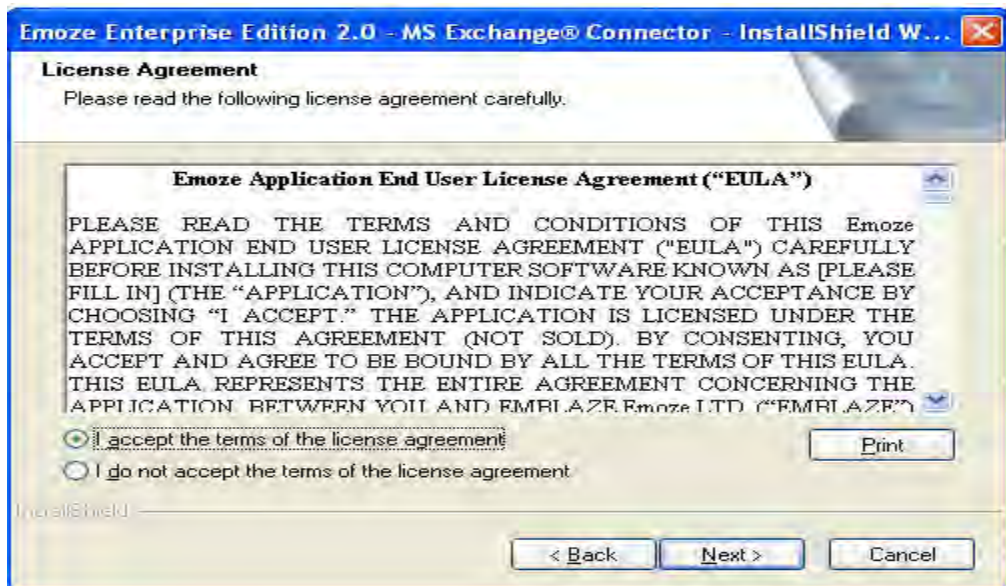 Emoze Enterprise Edition 2.0 - MS Exchange® Connector - InstallShield W...
License Agreement
Please read the following license agreement carefully.
Emoze Application End User License Agreement (“EULA”)
PLEASE READ THE TERMS AND CONDITIONS OF THIS Emoze
APPLICATION END USER LICENSE AGREEMENT ("EULA") CAREFULLY
BEFORE INSTALLING THIS COMPUTER SOFTWARE KNOWN AS [PLEASE
FILL IN] (THE “APPLICATION”), AND INDICATE YOUR ACCEPTANCE BY
CHOOSING “I ACCEPT.” THE APPLICATION IS LICENSED UNDER THE
TERMS OF THIS AGREEMENT (NOT SOLD). BY CONSENTING, YOU
ACCEPT AND AGREE TO BE BOUND BY ALL THE TERMS OF THIS EULA.
THIS EULA REPRESENTS THE ENTIRE AGREEMENT CONCERNING THE
APPLICATION BETWEEN YOU AND EMBLAZE Emoze LTD. (“EMBLAZE”)
I accept the terms of the license agreement
Print
I do not accept the terms of the license agreement
InstallShield
< Back
Next >
Cancel